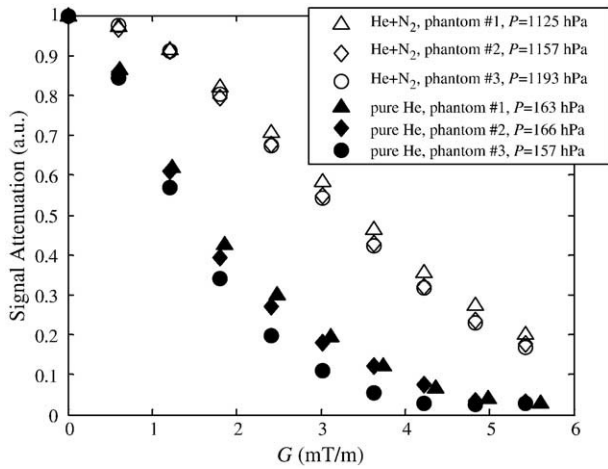 He+N2, phantom #1, P=1125 hPa
He+N2, phantom #2, P=1157 hPa
He+N2, phantom #3, P=1193 hPa
pure He, phantom #1, P=163 hPa
pure He, phantom #2, P=166 hPa
pure He, phantom #3, P=157 hPa
Signal Attenuation (a.u.)
1
0.9
0.8
0.7
0.6
0.5
0.4
0.3
0.2
0.1
0
0 1 2 3 4 5 6
G (mT/m)